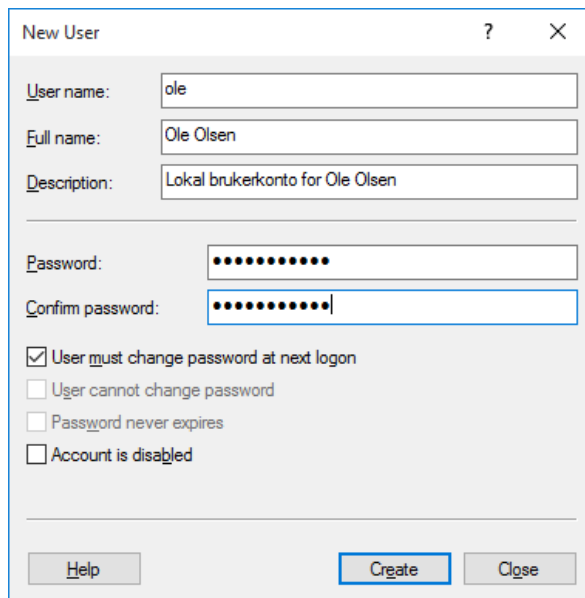 New User
User name: ole
Full name: Ole Olsen
Description: Lokal brukerkonto for Ole Olsen
Password: ●●●●●●●●●●●
Confirm password: ●●●●●●●●●●●
User must change password at next logon
User cannot change password
Password never expires
Account is disabled
Help Create Close